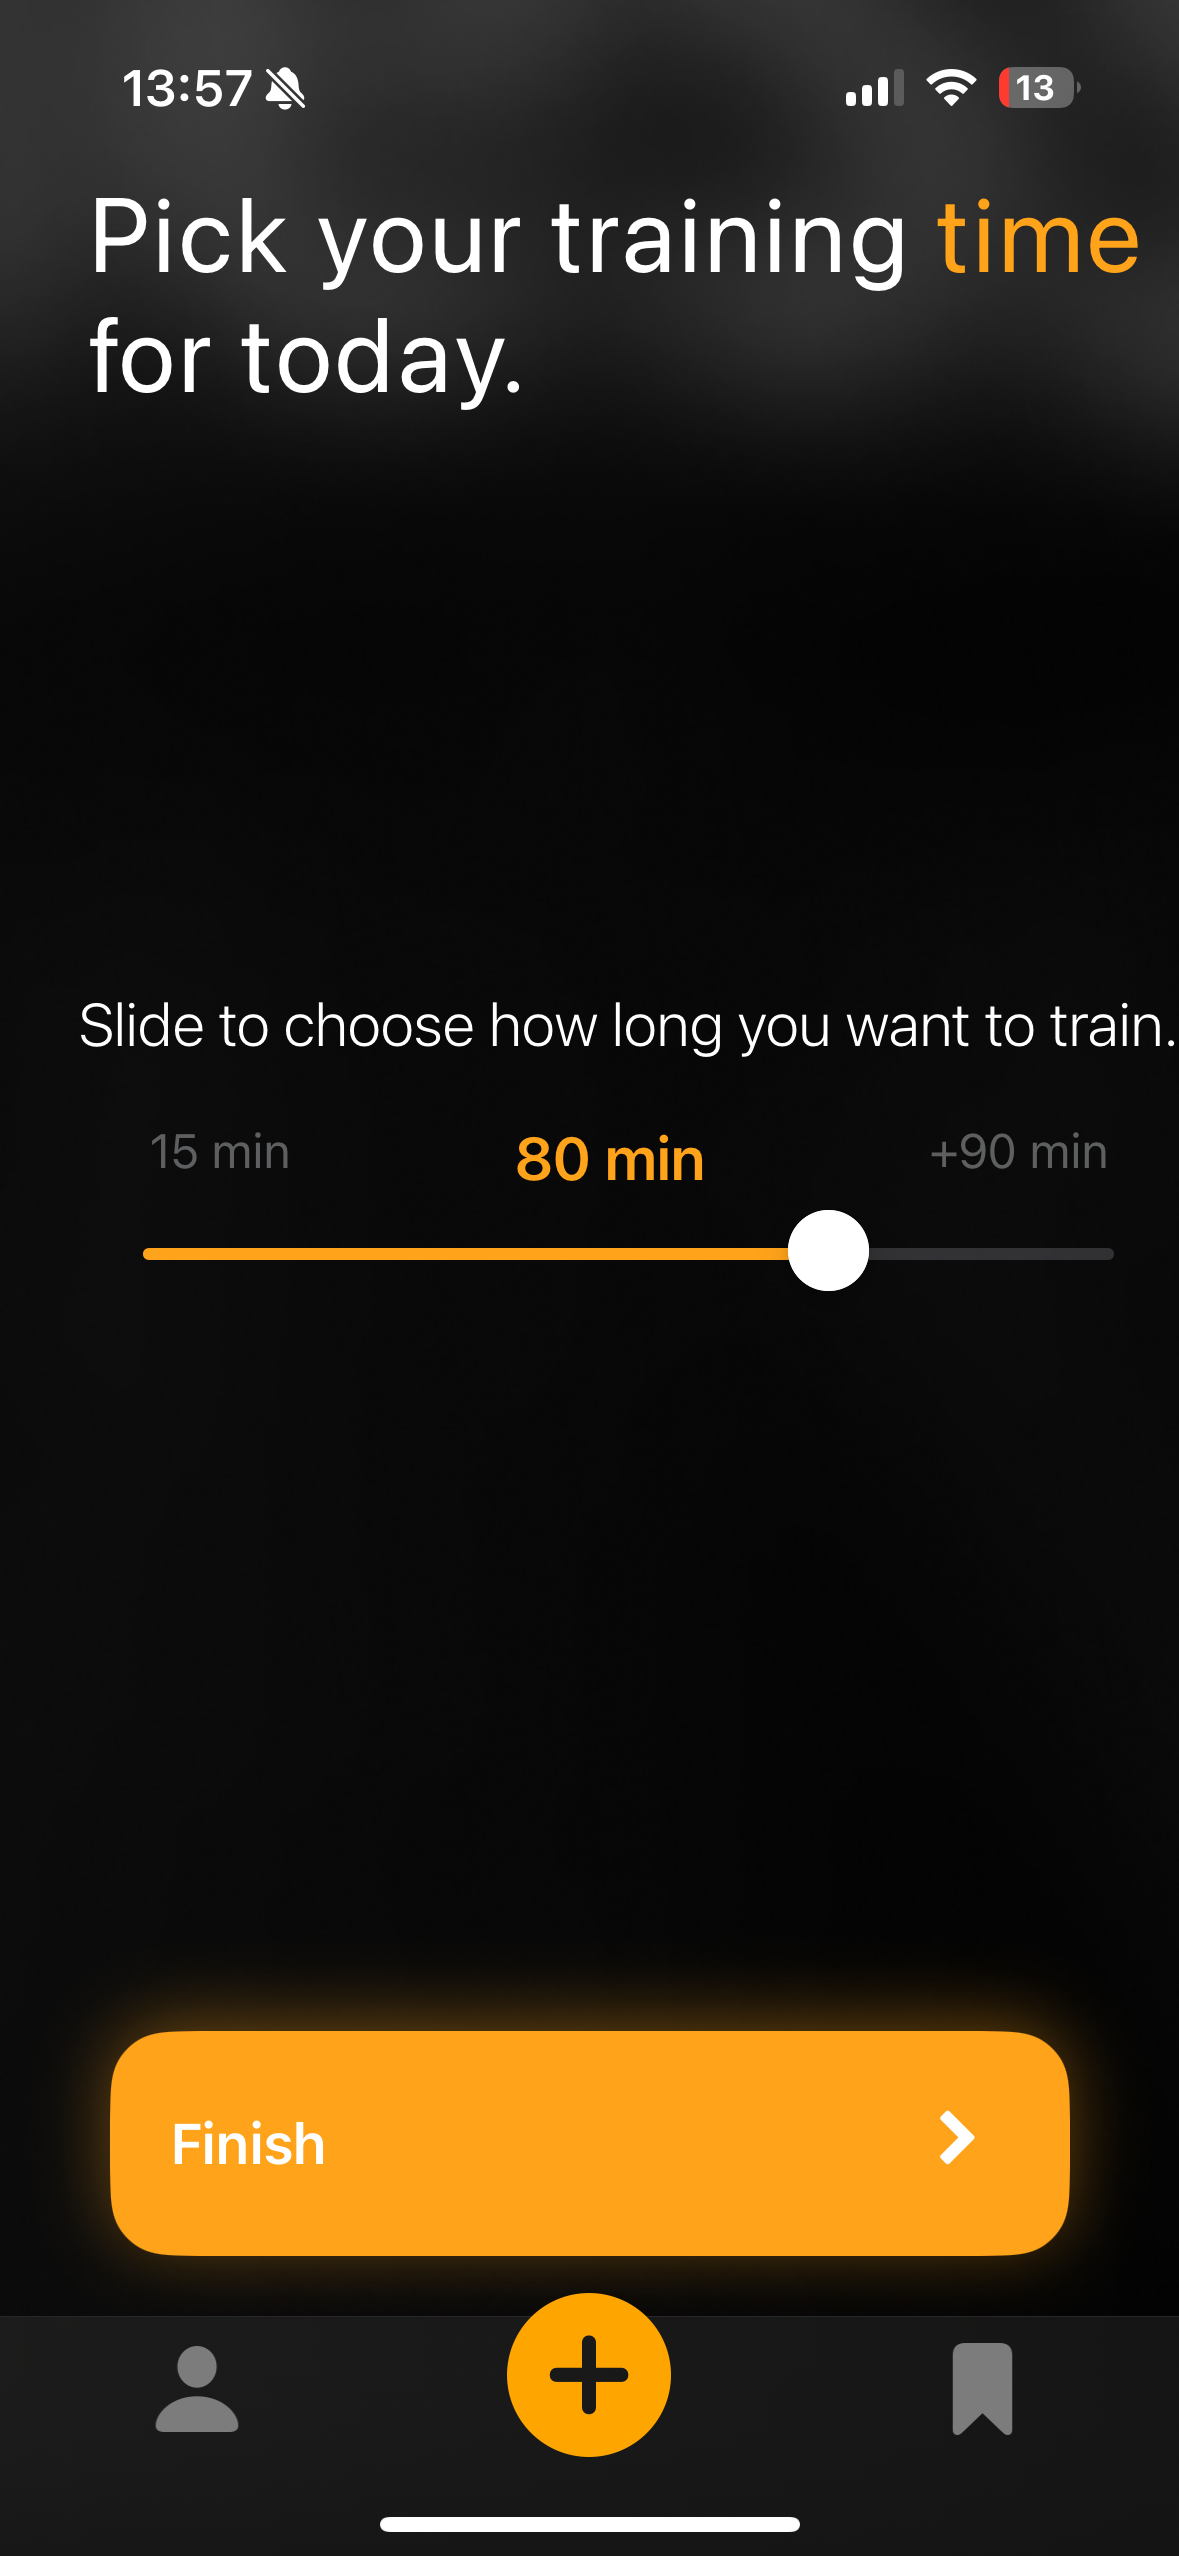 13:57
13
Pick your training time
for today.
Slide to choose how long you want to train.
15 min
80 min
+90 min
Finish